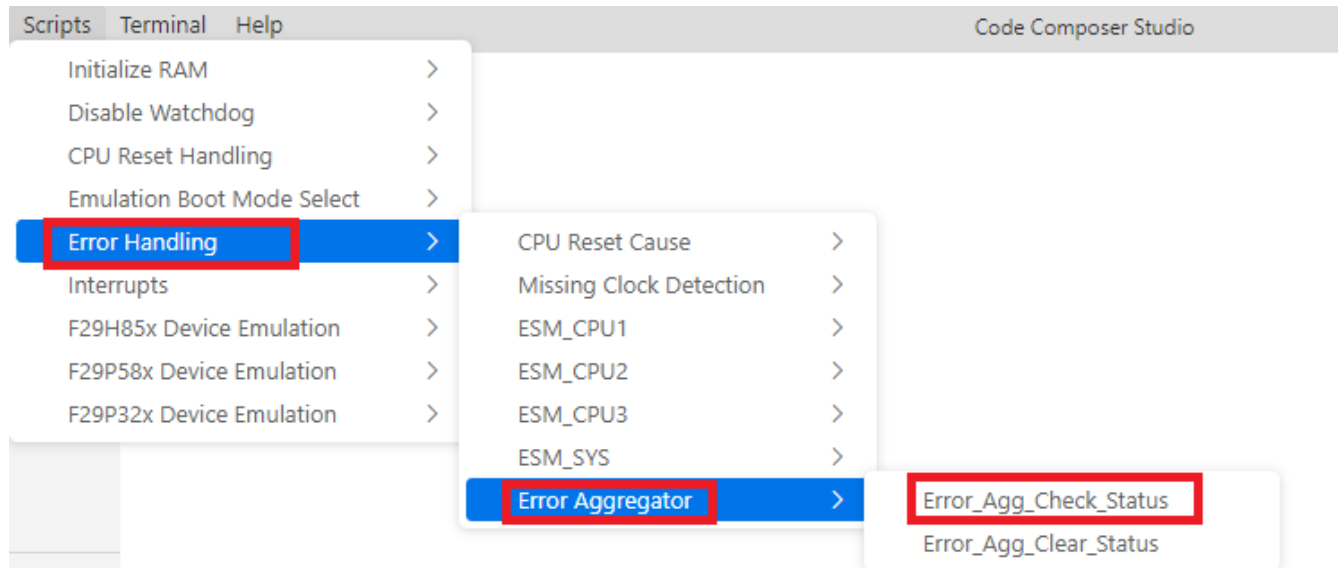 Scripts Terminal Help
Code Composer Studio
Initialize RAM
Disable Watchdog
CPU Reset Handling
Emulation Boot Mode Select
Error Handling
Interrupts
F29H85x Device Emulation
F29P58x Device Emulation
F29P32x Device Emulation
CPU Reset Cause
Missing Clock Detection
ESM_CPU1
ESM_CPU2
ESM_CPU3
ESM_SYS
Error Aggregator
Error_Agg_Check_Status
Error_Agg_Clear_Status